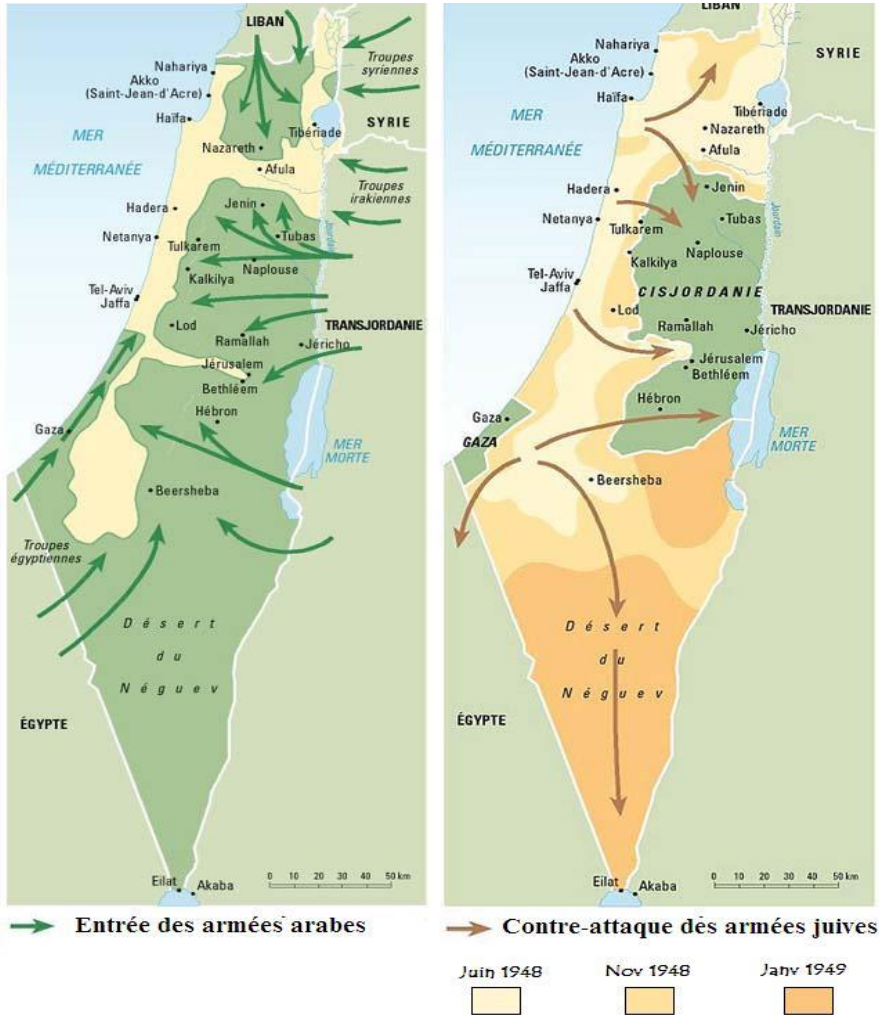 LIBAN
Troupes
syriennes
Nahariya
Akko
(Saint-Jean-d'Acre)
Haïfa
Tibériade
SYRIE
MER
MÉDITERRANÉE
Nazareth
Afula
Troupes
irakiennes
Hadera
Jenin
Jourdain
Netanya
Tulkarem
Tubas
Naplouse
Kalkilya
Tel-Aviv
Jaffa
Lod
Ramallah
TRANSJORDANIE
Jéricho
Jérusalem
Bethléem
Hébron
Gaza
MER
MORTE
Beersheba
Troupes
égyptiennes
Désert
du
Néguev
ÉGYPTE
Eilat
Akaba
0 10 20 30 40 50 km
Entrée des armées arabes
LIBAN
Nahariya
SYRIE
Akko
(Saint-Jean-d'Acre)
Haïfa
Tibériade
MER
MÉDITERRANÉE
Nazareth
Afula
Hadera
Jenin
Jourdain
Netanya
Tulkarem
Tubas
Naplouse
Kalkilya
Tel-Aviv
Jaffa
CISJORDANIE
Lod
TRANSJORDANIE
Ramallah
Jéricho
Jérusalem
Bethléem
Hébron
Gaza
GAZA
MER
MORTE
Beersheba
Désert
du
Néguev
ÉGYPTE
Eilat
Akaba
0 10 20 30 40 50 km
Contre-attaque des armées juives
Juin 1948 Nov 1948 Janv 1949